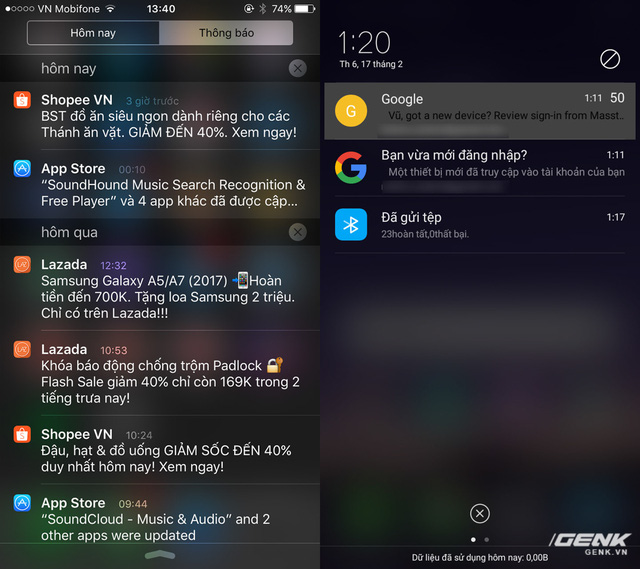 VN Mobifone
13:40
74%
Hôm nay
Thông báo
hôm nay
Shopee VN 3 giờ trước
BST đồ ăn siêu ngon dành riêng cho các
Thánh ăn vặt. GIẢM ĐẾN 40%. Xem ngay!
App Store 00:10
“SoundHound Music Search Recognition &
Free Player” và 4 app khác đã được cập...
hôm qua
Lazada 12:32
Samsung Galaxy A5/A7 (2017) 📲Hoàn
tiền đến 700K. Tặng loa Samsung 2 triệu.
Chỉ có trên Lazada!!!
Lazada 10:53
Khóa báo động chống trộm Padlock 🔐
Flash Sale giảm 40% chỉ còn 169K trong 2
tiếng trưa nay!
Shopee VN 10:24
Đậu, hạt & đồ uống GIẢM SỐC ĐẾN 40%
duy nhất hôm nay! Xem ngay!
App Store 09:44
“SoundCloud - Music & Audio” and 2
other apps were updated
1:20
Th 6, 17 tháng 2
G
Google 1:11 50
Vũ, got a new device? Review sign-in from Masst..
Bạn vừa mới đăng nhập? 1:11
Một thiết bị mới đã truy cập vào tài khoản của bạn
Đã gửi tệp 1:17
23hoàn tất,0thất bại.
GENK
GENK.VN
Dữ liệu đã sử dụng hôm nay: 0,00B